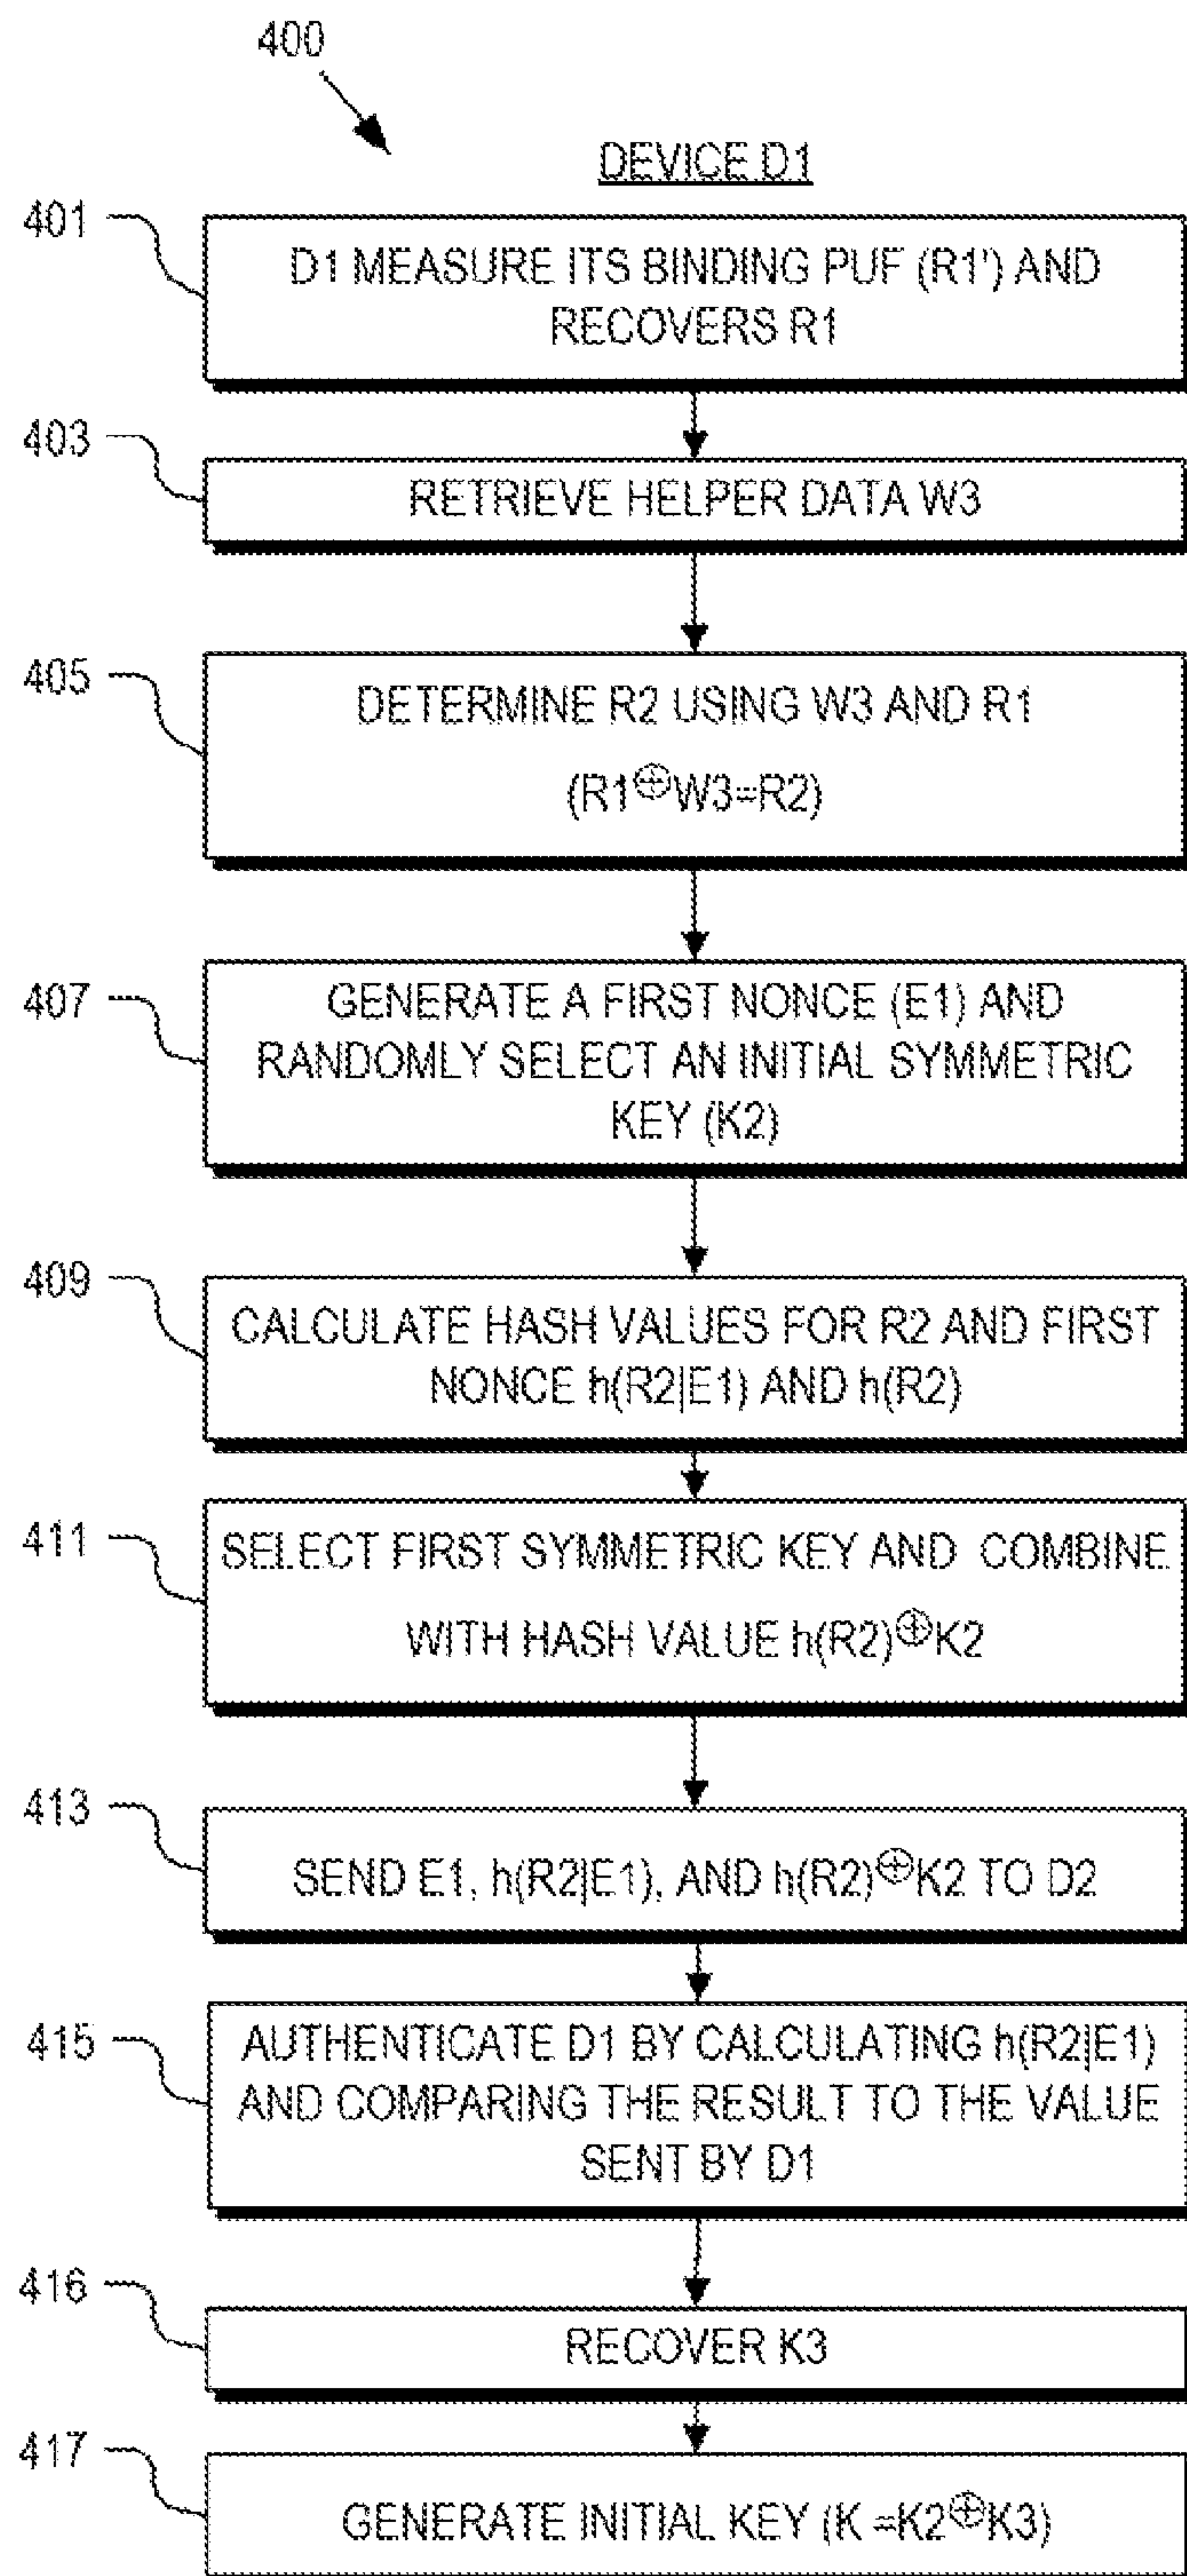 400
DEVICE D1
401
D1 MEASURE ITS BINDING PUF (R1') AND
RECOVERS R1
403
RETRIEVE HELPER DATA W3
405
DETERMINE R2 USING W3 AND R1
(R1⊕W3=R2)
407
GENERATE A FIRST NONCE (E1) AND
RANDOMLY SELECT AN INITIAL SYMMETRIC
KEY (K2)
409
CALCULATE HASH VALUES FOR R2 AND FIRST
NONCE h(R2|E1) AND h(R2)
411
SELECT FIRST SYMMETRIC KEY AND COMBINE
WITH HASH VALUE h(R2)⊕K2
413
SEND E1, h(R2|E1), AND h(R2)⊕K2 TO D2
415
AUTHENTICATE D1 BY CALCULATING h(R2|E1)
AND COMPARING THE RESULT TO THE VALUE
SENT BY D1
416
RECOVER K3
417
GENERATE INITIAL KEY (K =K2⊕K3)